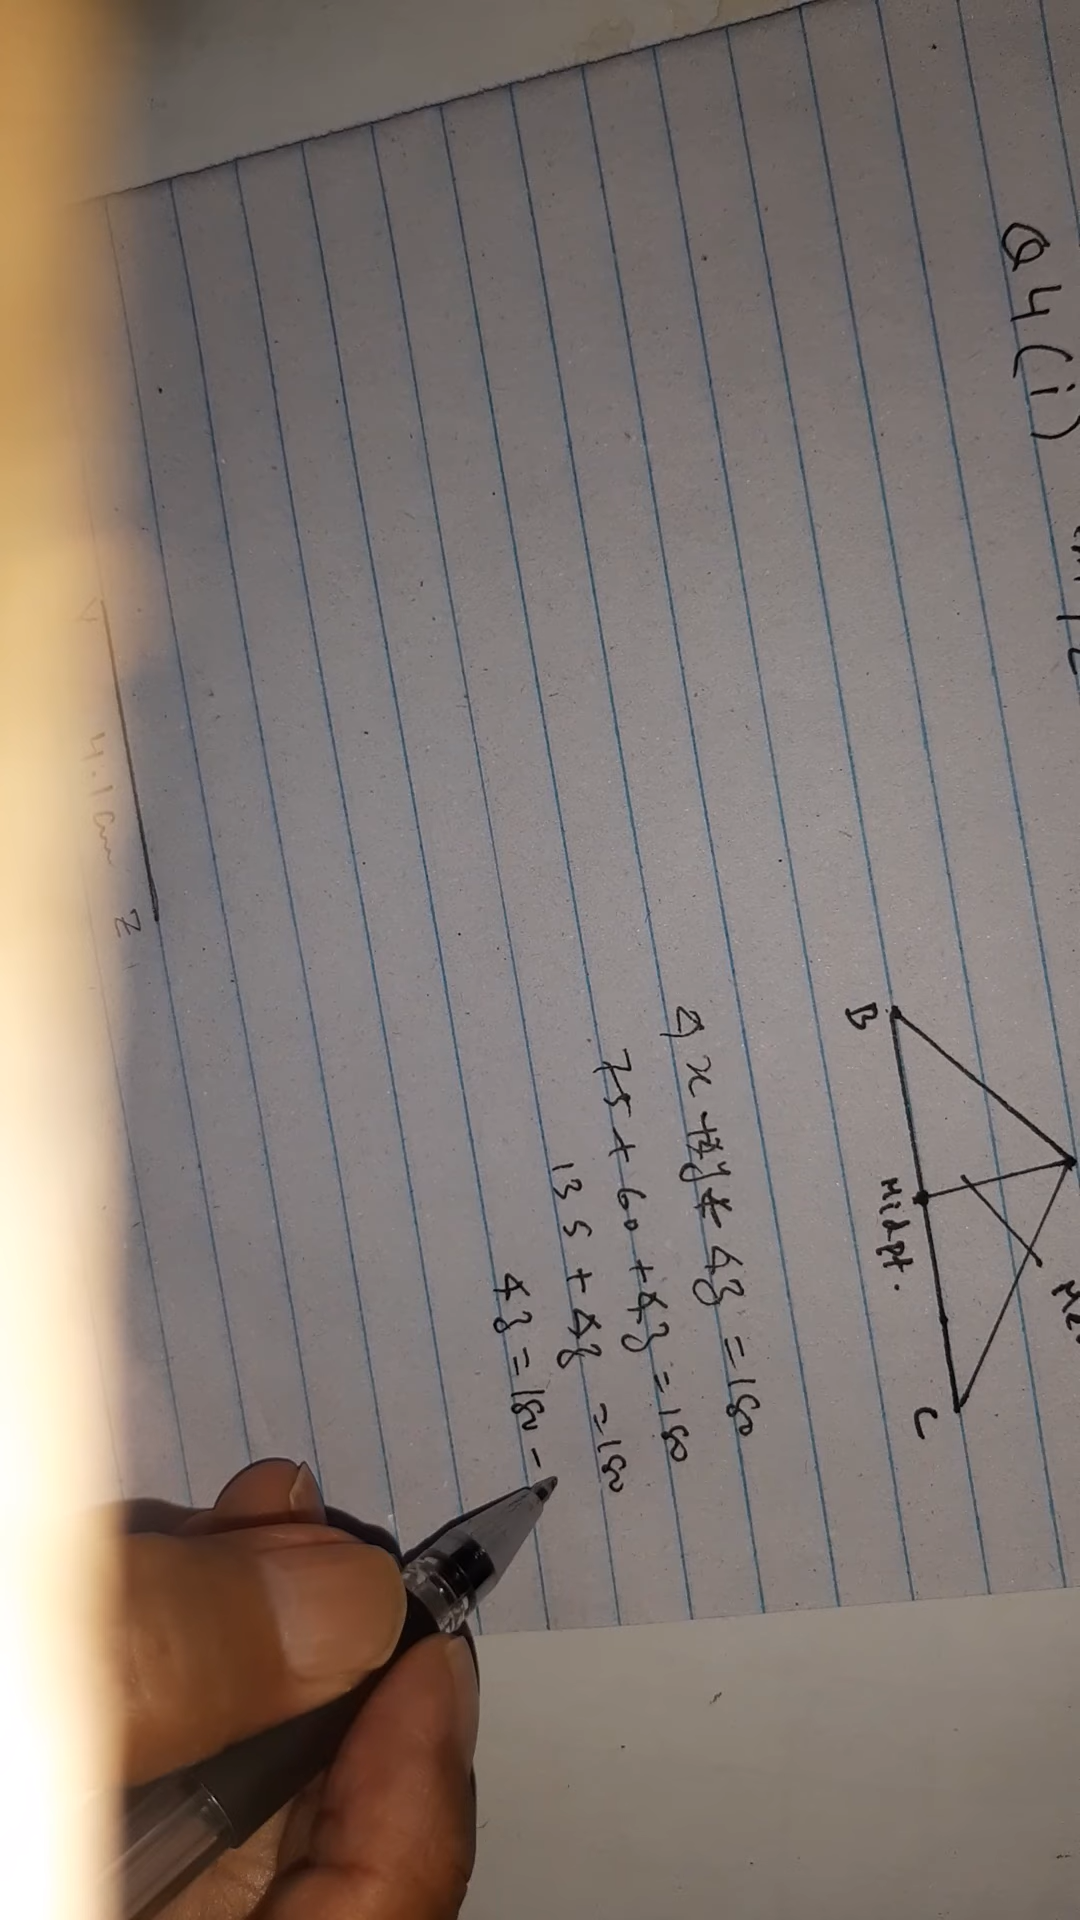 Q4(i)
B
Midpt.
C
∡x + ∡y + ∡z = 180
75 + 60 + ∡z = 180
135 + ∡z = 180
∡z = 180 -
4.1cm
Z